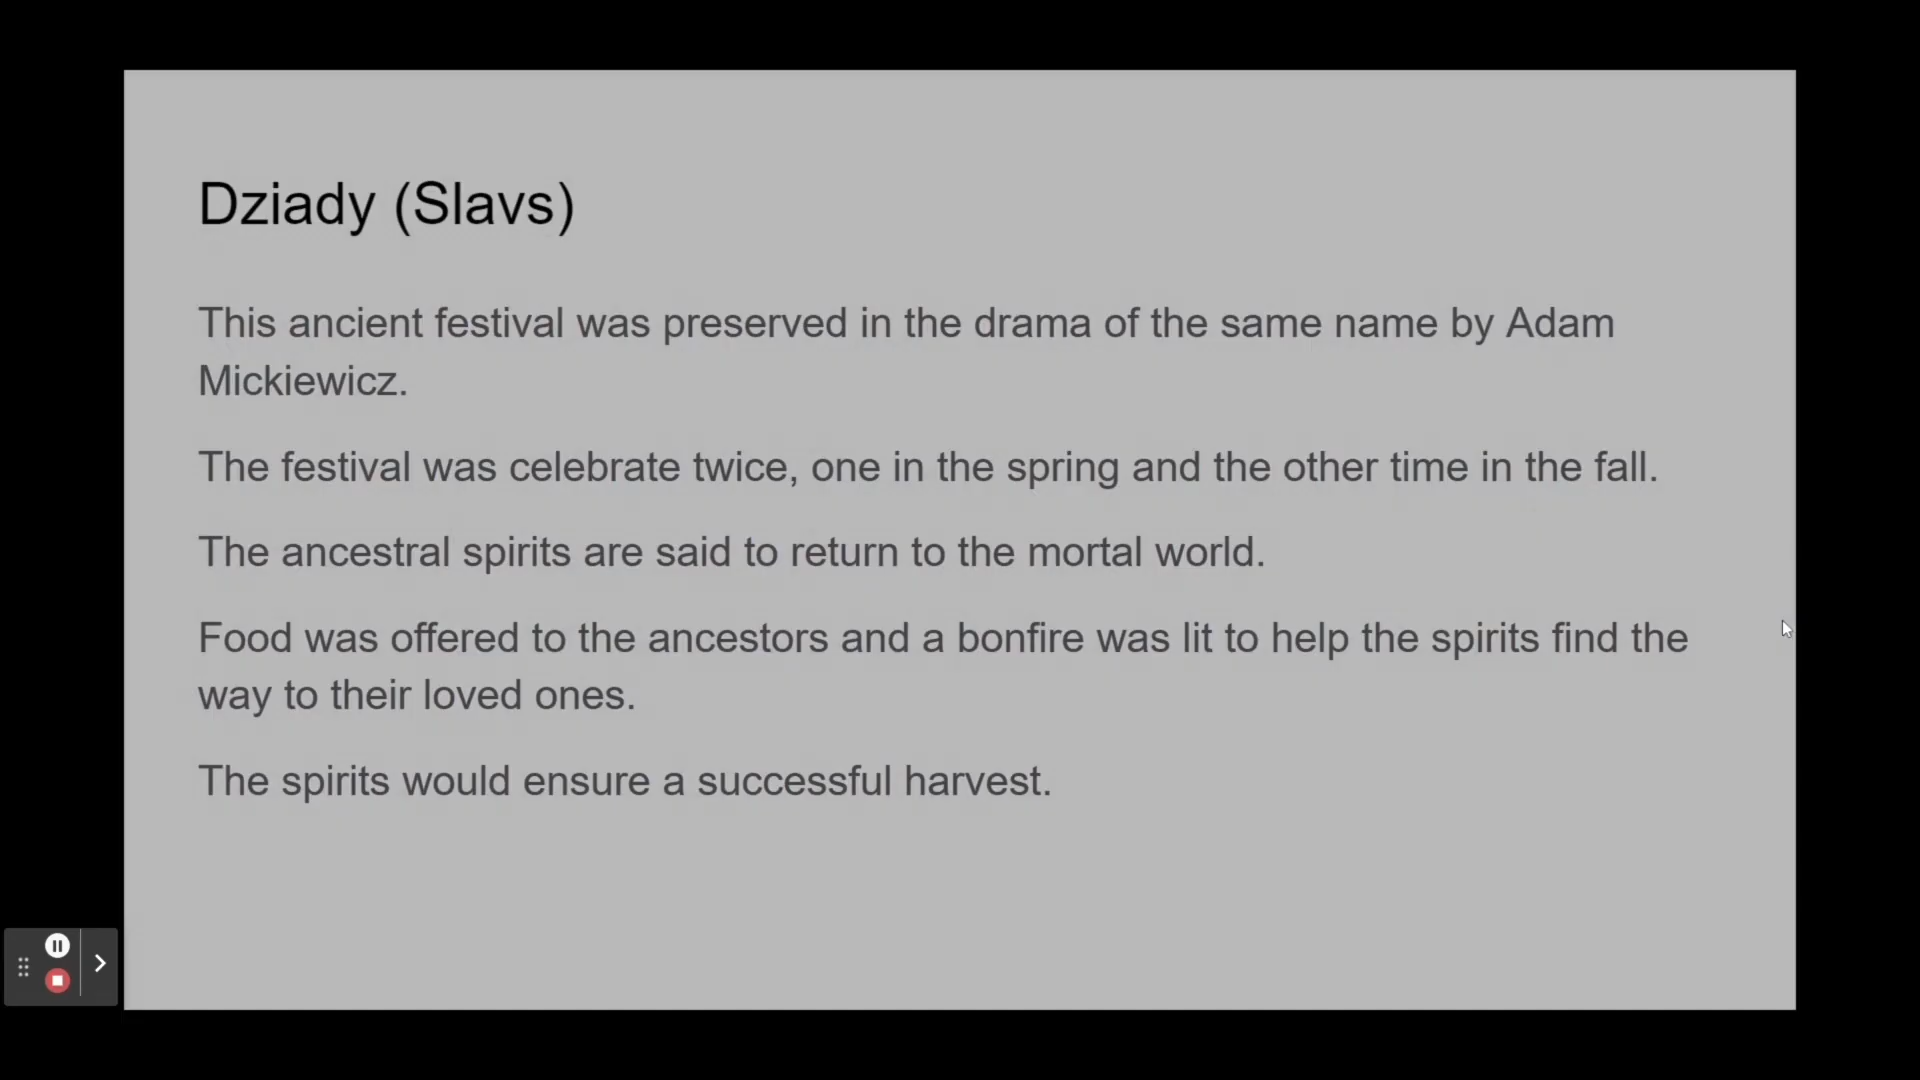 Dziady (Slavs)
This ancient festival was preserved in the drama of the same name by Adam
Mickiewicz.
The festival was celebrate twice, one in the spring and the other time in the fall.
The ancestral spirits are said to return to the mortal world.
Food was offered to the ancestors and a bonfire was lit to help the spirits find the
way to their loved ones.
The spirits would ensure a successful harvest.